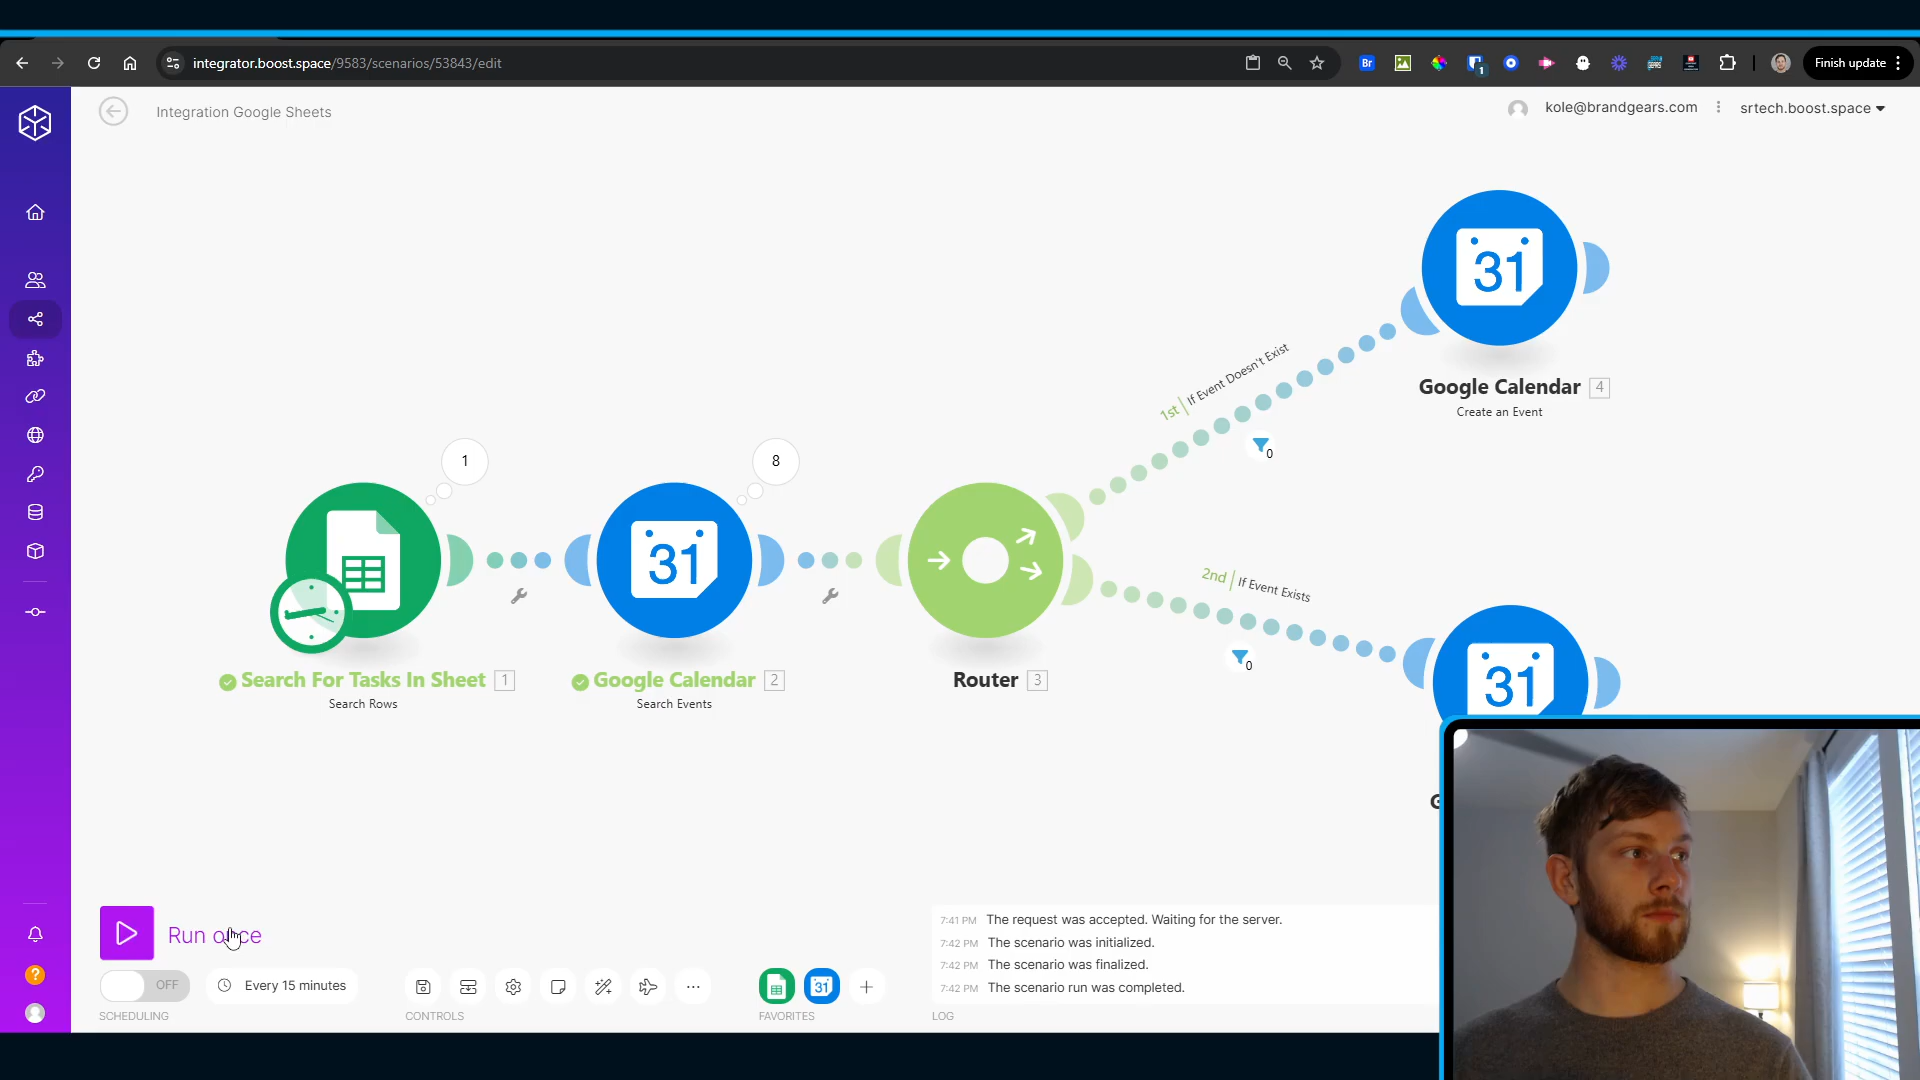 integrator.boost.space/9583/scenarios/53843/edit
Br
1
Finish update
Integration Google Sheets
kole@brandgears.com
srtech.boost.space
31
Google Calendar 4
Create an Event
1st | If Event Doesn't Exist
0
1
8
31
2nd | If Event Exists
0
31
Search For Tasks In Sheet 1
Search Rows
Google Calendar 2
Search Events
Router 3
G
Run once
OFF
Every 15 minutes
SCHEDULING
CONTROLS
31
FAVORITES
7:41 PM The request was accepted. Waiting for the server.
7:42 PM The scenario was initialized.
7:42 PM The scenario was finalized.
7:42 PM The scenario run was completed.
LOG
?